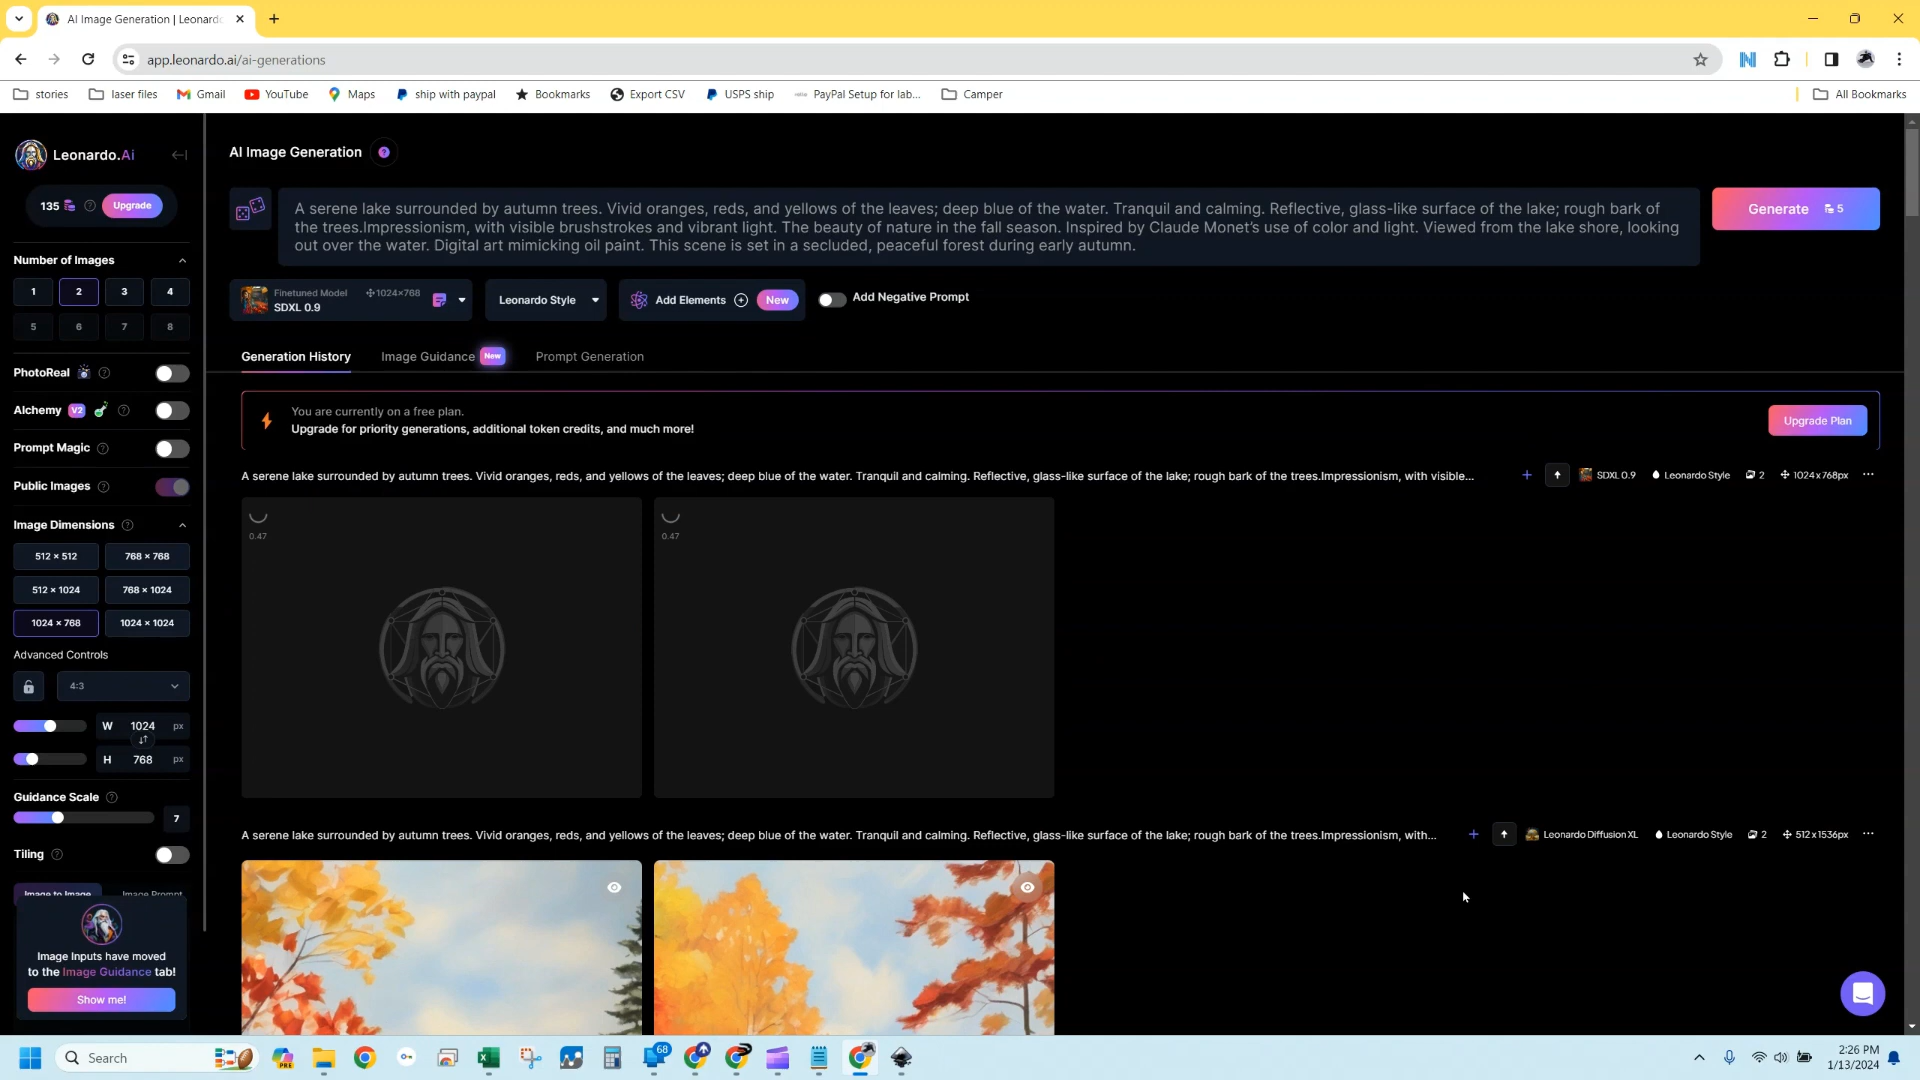 AI Image Generation | Leonardo
app.leonardo.ai/ai-generations
stories
laser files
Gmail
YouTube
Maps
ship with paypal
Bookmarks
Export CSV
USPS ship
PayPal Setup for lab...
Camper
All Bookmarks
Leonardo.Ai
135
Upgrade
Number of Images
1 2 3 4
5 6 7 8
PhotoReal
Alchemy V2
Prompt Magic
Public Images
Image Dimensions
512 × 512 768 × 768
512 × 1024 768 × 1024
1024 × 768 1024 × 1024
Advanced Controls
4:3
W 1024 px
H 768 px
Guidance Scale
7
Tiling
Image to Image Image Prompt
Image Inputs have moved
to the Image Guidance tab!
Show me!
AI Image Generation ?
A serene lake surrounded by autumn trees. Vivid oranges, reds, and yellows of the leaves; deep blue of the water. Tranquil and calming. Reflective, glass-like surface of the lake; rough bark of
the trees.Impressionism, with visible brushstrokes and vibrant light. The beauty of nature in the fall season. Inspired by Claude Monet's use of color and light. Viewed from the lake shore, looking
out over the water. Digital art mimicking oil paint. This scene is set in a secluded, peaceful forest during early autumn.
Generate 5
Finetuned Model 1024×768
SDXL 0.9
Leonardo Style
Add Elements New
Add Negative Prompt
Generation History
Image Guidance New
Prompt Generation
You are currently on a free plan.
Upgrade for priority generations, additional token credits, and much more!
Upgrade Plan
A serene lake surrounded by autumn trees. Vivid oranges, reds, and yellows of the leaves; deep blue of the water. Tranquil and calming. Reflective, glass-like surface of the lake; rough bark of the trees.Impressionism, with visible...
SDXL 0.9 Leonardo Style 2 1024x768px
0.47
0.47
A serene lake surrounded by autumn trees. Vivid oranges, reds, and yellows of the leaves; deep blue of the water. Tranquil and calming. Reflective, glass-like surface of the lake; rough bark of the trees.Impressionism, with...
Leonardo Diffusion XL Leonardo Style 2 512x1536px
Search
PRE
68
2:26 PM
1/13/2024